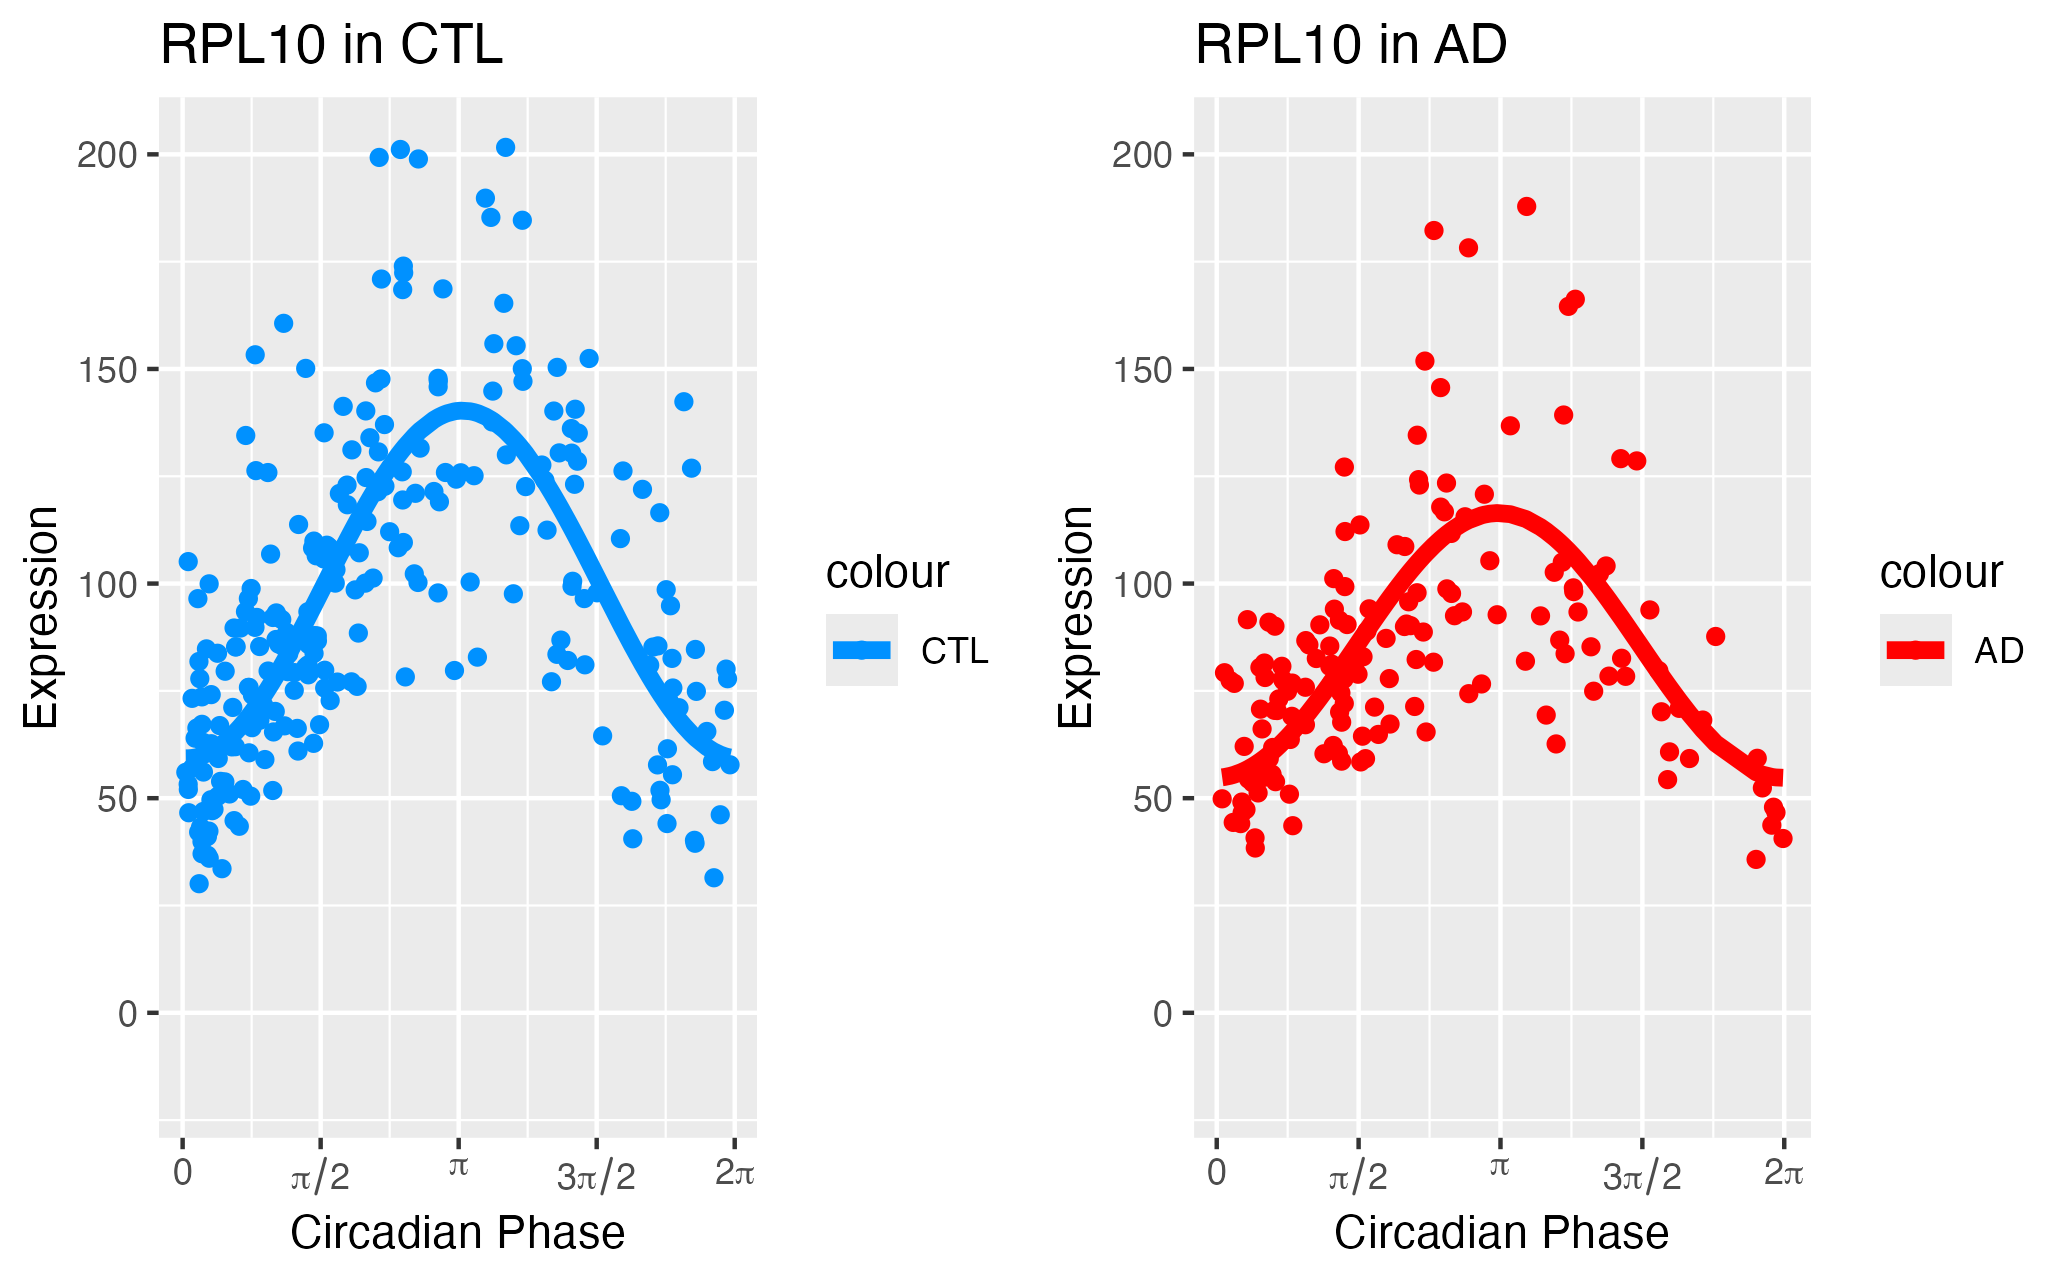 RPL10 in CTL
Expression
200
150
100
50
0
0 π/2 π 3π/2 2π
Circadian Phase
colour
CTL
RPL10 in AD
Expression
200
150
100
50
0
0 π/2 π 3π/2 2π
Circadian Phase
colour
AD